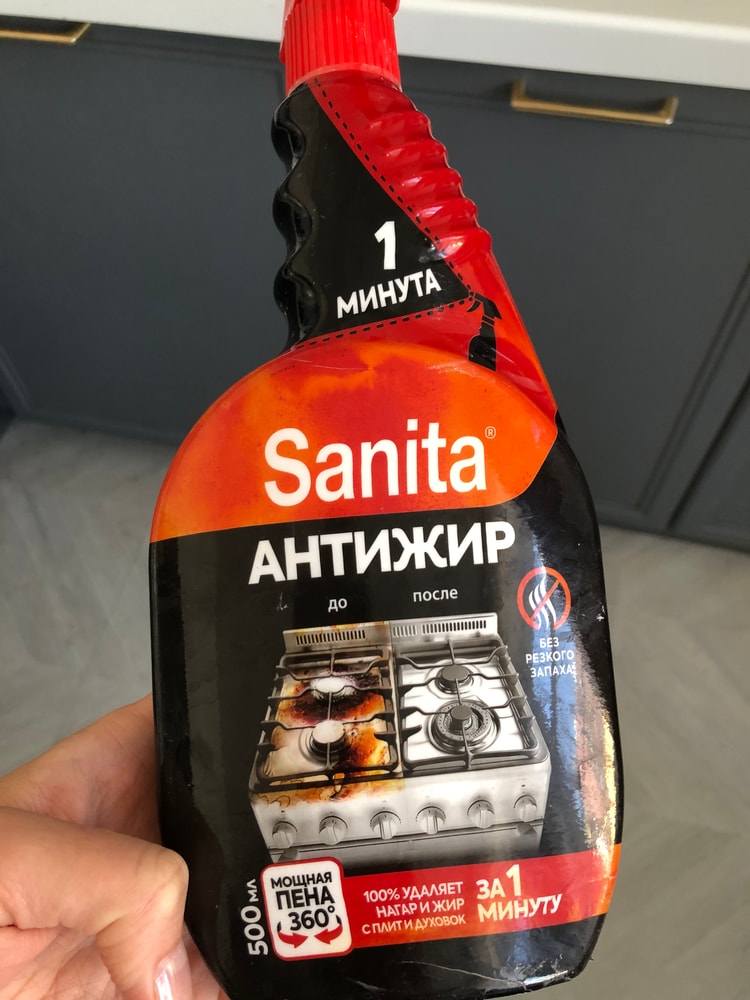 1
МИНУТА
Sanita®
АНТИЖИР
до после
БЕЗ
РЕЗКОГО
ЗАПАХА
500 МЛ
МОЩНАЯ
ПЕНА
360°
100% УДАЛЯЕТ
НАГАР И ЖИР
С ПЛИТ И ДУХОВОК
ЗА 1
МИНУТУ